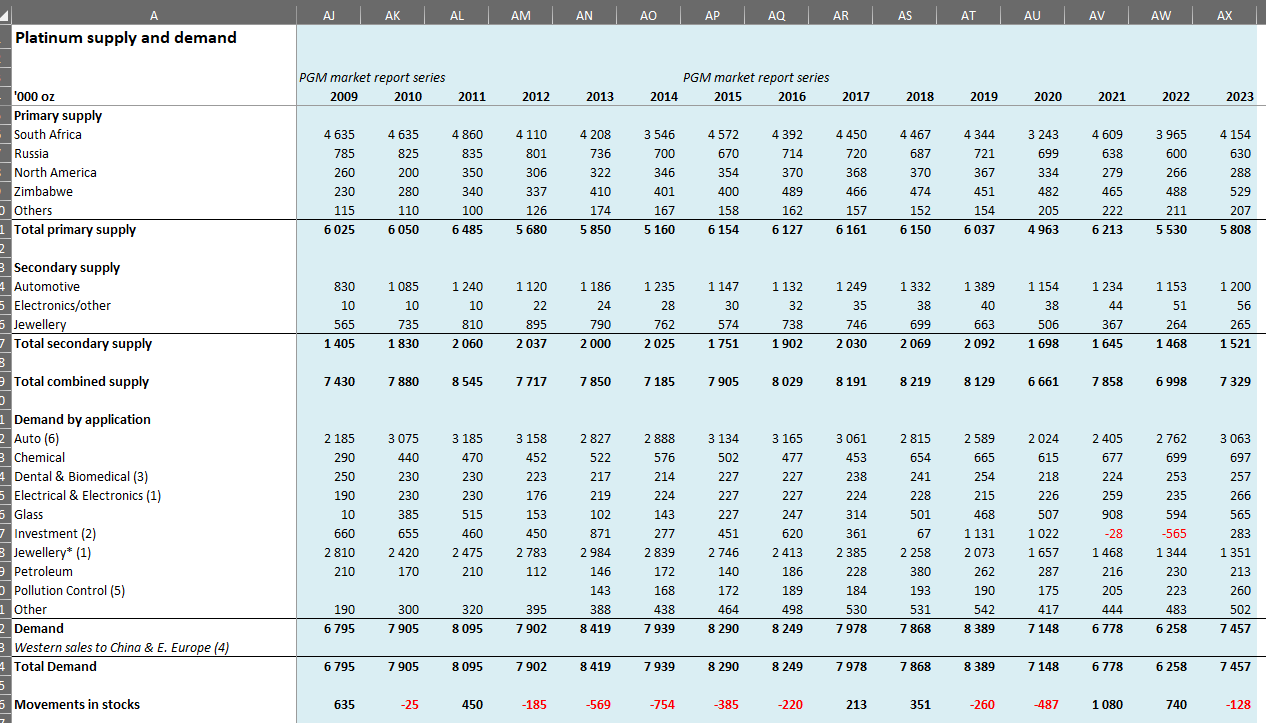 A AJ AK AL AM AN AO AP AQ AR AS AT AU AV AW AX
Platinum supply and demand
PGM market report series PGM market report series
'000 oz 2009 2010 2011 2012 2013 2014 2015 2016 2017 2018 2019 2020 2021 2022 2023
Primary supply
South Africa 4 635 4 635 4 860 4 110 4 208 3 546 4 572 4 392 4 450 4 467 4 344 3 243 4 609 3 965 4 154
Russia 785 825 835 801 736 700 670 714 720 687 721 699 638 600 630
North America 260 200 350 306 322 346 354 370 368 370 367 334 279 266 288
Zimbabwe 230 280 340 337 410 401 400 489 466 474 451 482 465 488 529
Others 115 110 100 126 174 167 158 162 157 152 154 205 222 211 207
Total primary supply 6 025 6 050 6 485 5 680 5 850 5 160 6 154 6 127 6 161 6 150 6 037 4 963 6 213 5 530 5 808
Secondary supply
Automotive 830 1 085 1 240 1 120 1 186 1 235 1 147 1 132 1 249 1 332 1 389 1 154 1 234 1 153 1 200
Electronics/other 10 10 10 22 24 28 30 32 35 38 40 38 44 51 56
Jewellery 565 735 810 895 790 762 574 738 746 699 663 506 367 264 265
Total secondary supply 1 405 1 830 2 060 2 037 2 000 2 025 1 751 1 902 2 030 2 069 2 092 1 698 1 645 1 468 1 521
Total combined supply 7 430 7 880 8 545 7 717 7 850 7 185 7 905 8 029 8 191 8 219 8 129 6 661 7 858 6 998 7 329
Demand by application
Auto (6) 2 185 3 075 3 185 3 158 2 827 2 888 3 134 3 165 3 061 2 815 2 589 2 024 2 405 2 762 3 063
Chemical 290 440 470 452 522 576 502 477 453 654 665 615 677 699 697
Dental & Biomedical (3) 250 230 230 223 217 214 227 227 238 241 254 218 224 253 257
Electrical & Electronics (1) 190 230 230 176 219 224 227 227 224 228 215 226 259 235 266
Glass 10 385 515 153 102 143 227 247 314 501 468 507 908 594 565
Investment (2) 660 655 460 450 871 277 451 620 361 67 1 131 1 022 -28 -565 283
Jewellery* (1) 2 810 2 420 2 475 2 783 2 984 2 839 2 746 2 413 2 385 2 258 2 073 1 657 1 468 1 344 1 351
Petroleum 210 170 210 112 146 172 140 186 228 380 262 287 216 230 213
Pollution Control (5) 143 168 172 189 184 193 190 175 205 223 260
Other 190 300 320 395 388 438 464 498 530 531 542 417 444 483 502
Demand 6 795 7 905 8 095 7 902 8 419 7 939 8 290 8 249 7 978 7 868 8 389 7 148 6 778 6 258 7 457
Western sales to China & E. Europe (4)
Total Demand 6 795 7 905 8 095 7 902 8 419 7 939 8 290 8 249 7 978 7 868 8 389 7 148 6 778 6 258 7 457
Movements in stocks 635 -25 450 -185 -569 -754 -385 -220 213 351 -260 -487 1 080 740 -128